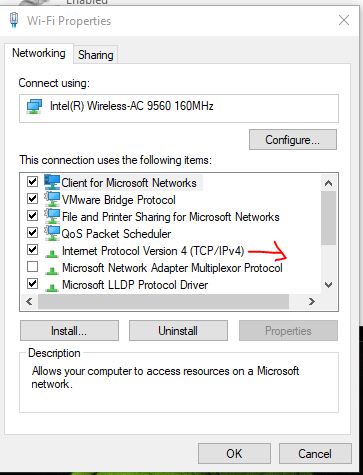 Enabled
Wi-Fi Properties
Networking
Sharing
Connect using:
Intel(R) Wireless-AC 9560 160MHz
Configure...
This connection uses the following items:
Client for Microsoft Networks
VMware Bridge Protocol
File and Printer Sharing for Microsoft Networks
QoS Packet Scheduler
Internet Protocol Version 4 (TCP/IPv4)
Microsoft Network Adapter Multiplexor Protocol
Microsoft LLDP Protocol Driver
Install...
Uninstall
Properties
Description
Allows your computer to access resources on a Microsoft
network.
OK
Cancel